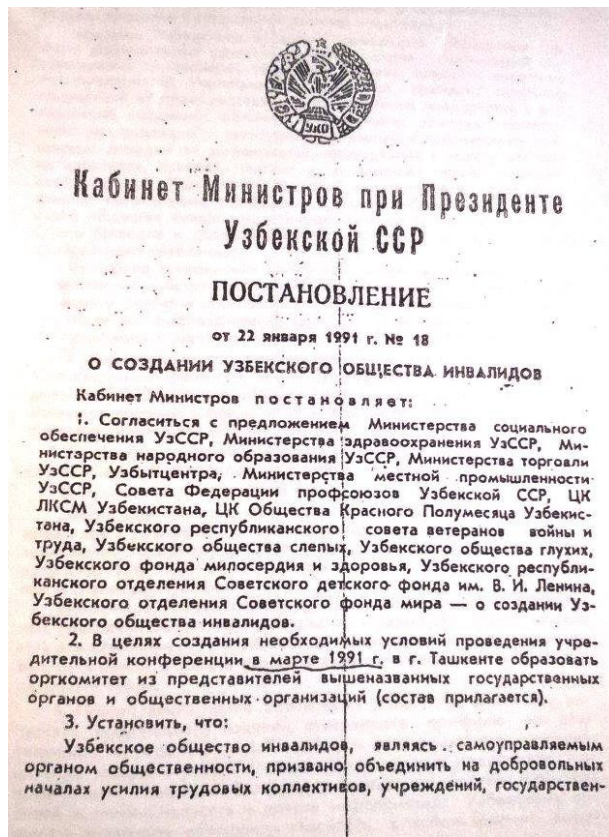 Кабинет Министров при Президенте
Узбекской ССР
ПОСТАНОВЛЕНИЕ
от 22 января 1991 г. № 18
О СОЗДАНИИ УЗБЕКСКОГО ОБЩЕСТВА ИНВАЛИДОВ
Кабинет Министров постановляет:
1. Согласиться с предложением Министерства социального
обеспечения УзССР, Министерства здравоохранения УзССР, Ми-
нистарства народного образования УзССР, Министерства торговли
УзССР, Узбытцентра, Министерства местной промышленности
УзССР, Совета Федерации профсоюзов Узбекской ССР, ЦК
ЛКСМ Узбекистана, ЦК Общества Красного Полумесяца Узбекис-
тана, Узбекского республиканского совета ветеранов войны и
труда, Узбекского общества слепых, Узбекского общества глухих,
Узбекского фонда милосердия и здоровья, Узбекского республи-
канского отделения Советского детского фонда им. В. И. Ленина,
Узбекского отделения Советского фонда мира — о создании Уз-
бекского общества инвалидов.
2. В целях создания необходимых условий проведения учре-
дительной конференции в марте 1991 г. в г. Ташкенте образовать
оргкомитет из представителей вышеназванных государственных
органов и общественных организаций (состав прилагается).
3. Установить, что:
Узбекское общество инвалидов, являясь самоуправляемым
органом общественности, призвано объединить на добровольных
началах усилия трудовых коллективов, учреждений, государствен-